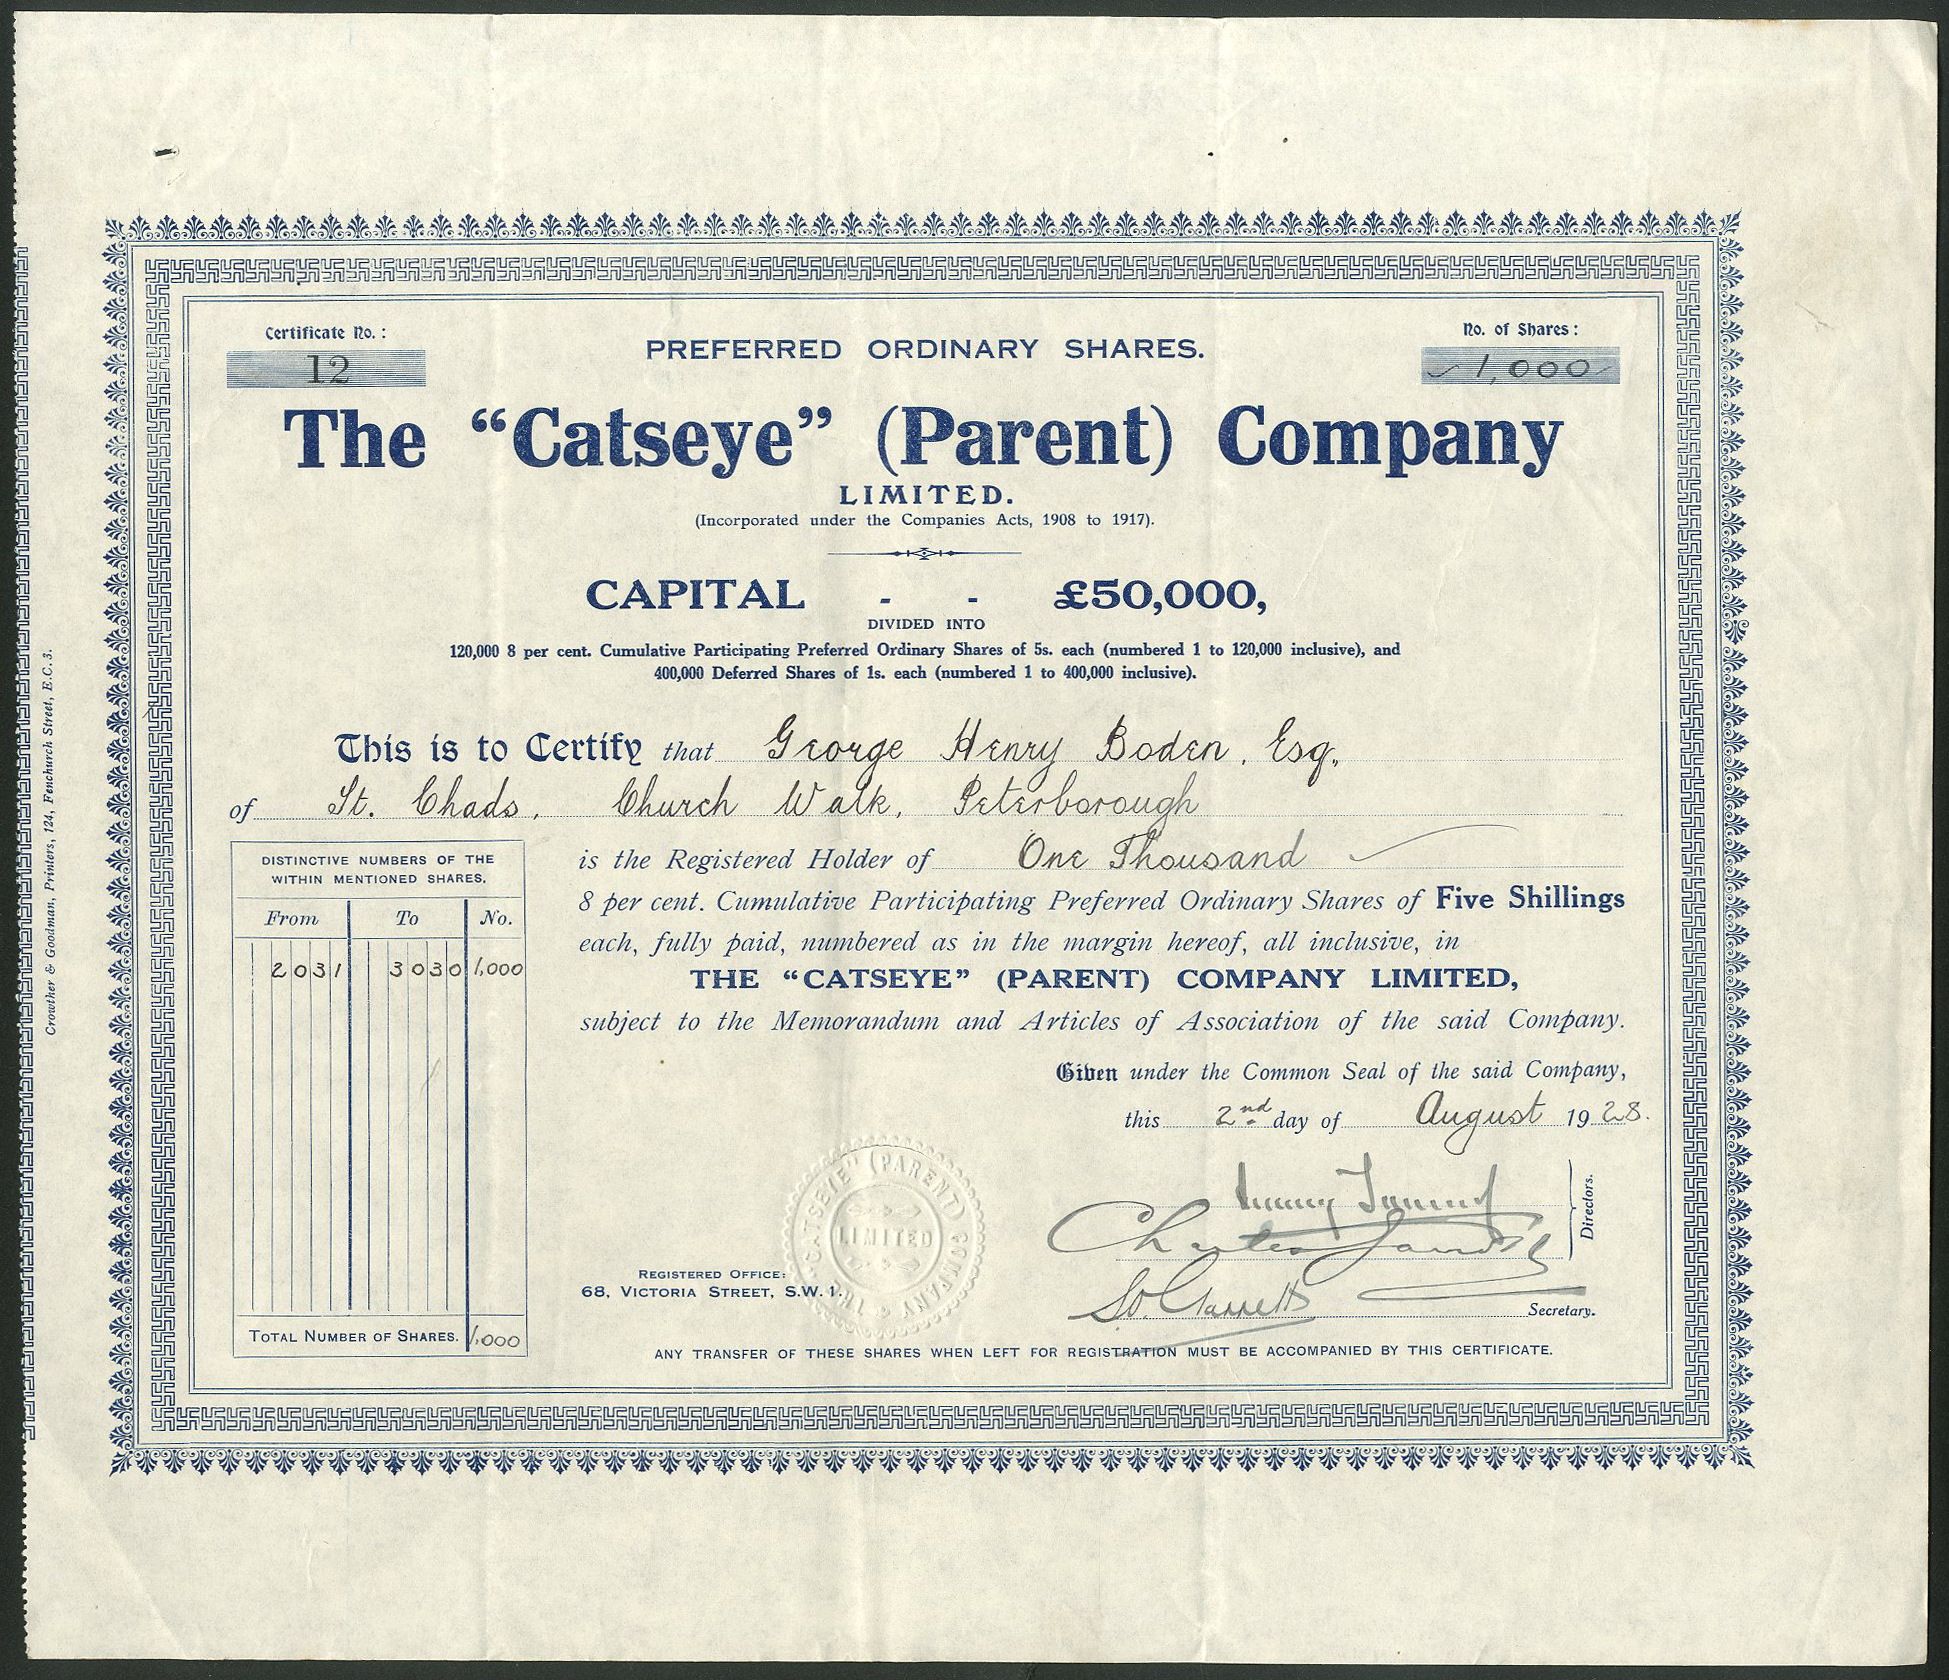 Certificate No. :
12
PREFERRED ORDINARY SHARES.
No. of Shares :
1,000
The “Catseye” (Parent) Company
LIMITED.
(Incorporated under the Companies Acts, 1908 to 1917).
CAPITAL - - £50,000,
DIVIDED INTO
120,000 8 per cent. Cumulative Participating Preferred Ordinary Shares of 5s. each (numbered 1 to 120,000 inclusive), and
400,000 Deferred Shares of 1s. each (numbered 1 to 400,000 inclusive).
This is to Certify that George Henry Boden, Esq.
of St. Chads, Church Walk, Peterborough
is the Registered Holder of One Thousand
8 per cent. Cumulative Participating Preferred Ordinary Shares of Five Shillings
each, fully paid, numbered as in the margin hereof, all inclusive, in
THE “CATSEYE” (PARENT) COMPANY LIMITED,
subject to the Memorandum and Articles of Association of the said Company.
DISTINCTIVE NUMBERS OF THE
WITHIN MENTIONED SHARES.
From To No.
2031 3030 1,000
TOTAL NUMBER OF SHARES. 1,000
Given under the Common Seal of the said Company,
this 2nd day of August 1928.
Charles
Directors.
Garrett
Secretary.
THE "CATSEYE" (PARENT) COMPANY
LIMITED
REGISTERED OFFICE:
68, VICTORIA STREET, S.W.1.
ANY TRANSFER OF THESE SHARES WHEN LEFT FOR REGISTRATION MUST BE ACCOMPANIED BY THIS CERTIFICATE.
Crowther & Goodman, Printers, 124, Fenchurch Street, E.C.3.